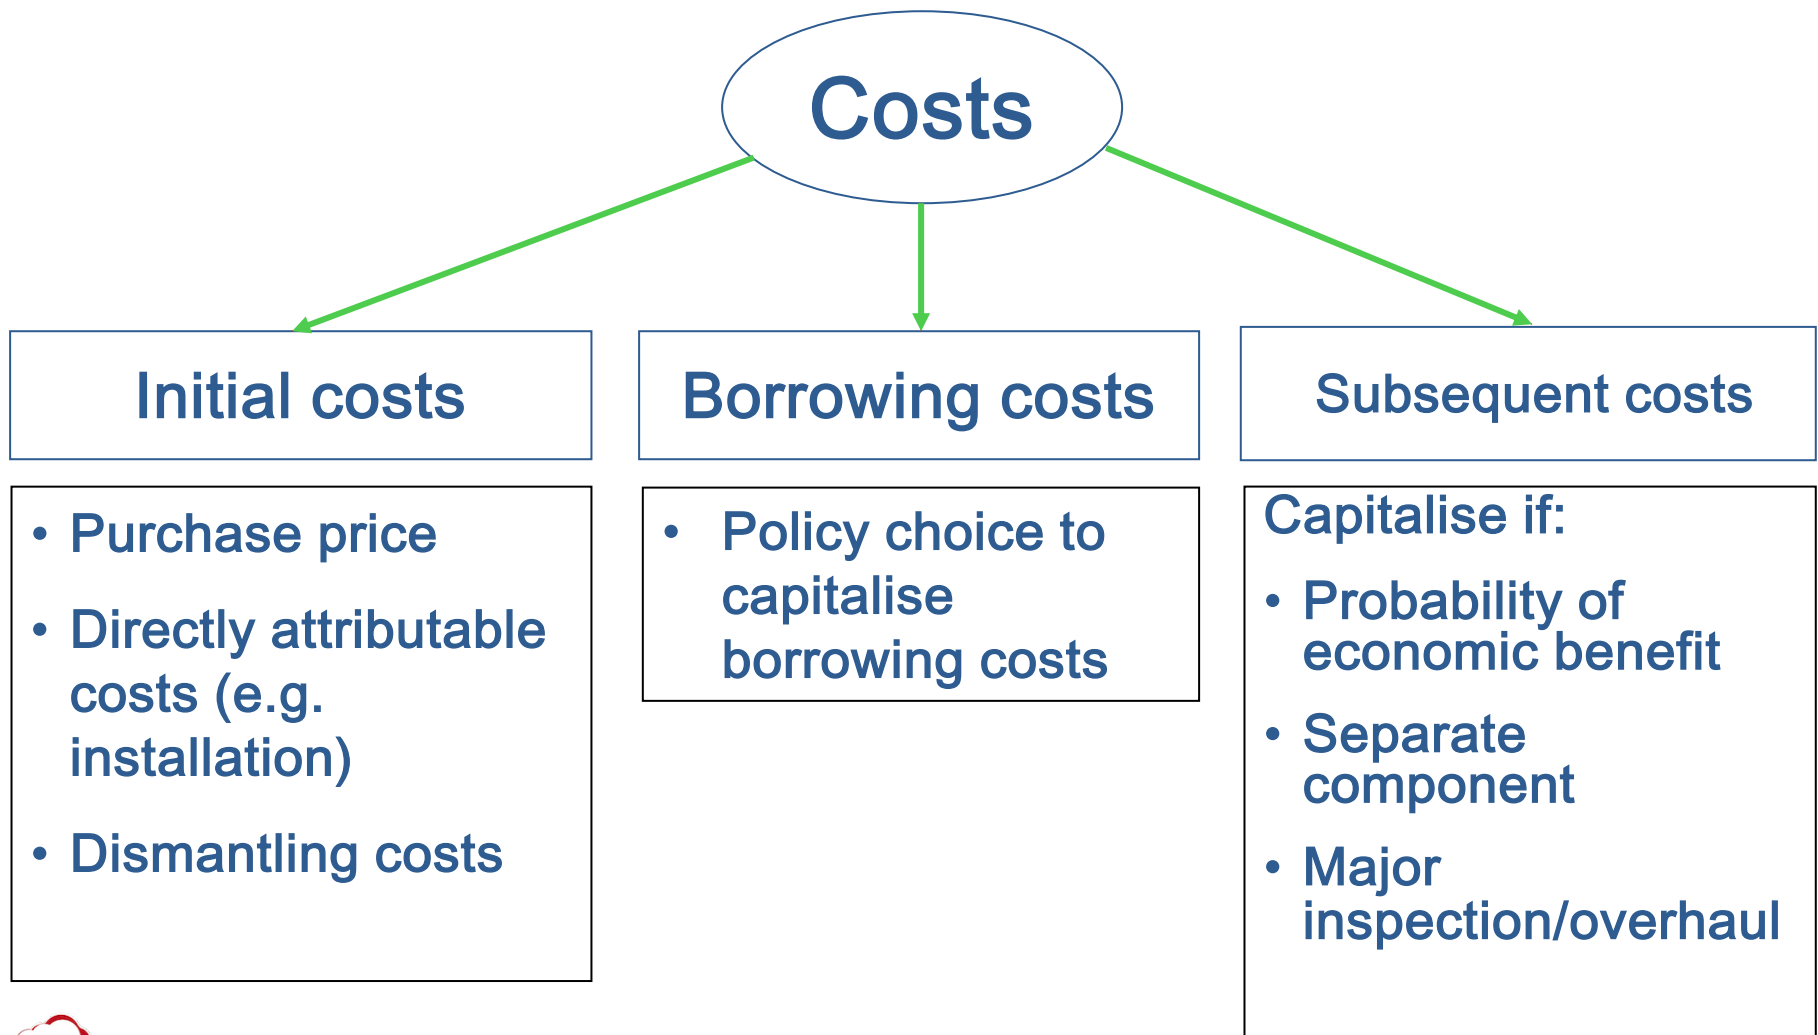 Costs
Initial costs
Borrowing costs
Subsequent costs
• Purchase price
• Directly attributable
costs (e.g.
installation)
• Dismantling costs
• Policy choice to
capitalise
borrowing costs
Capitalise if:
• Probability of
economic benefit
• Separate
component
• Major
inspection/overhaul